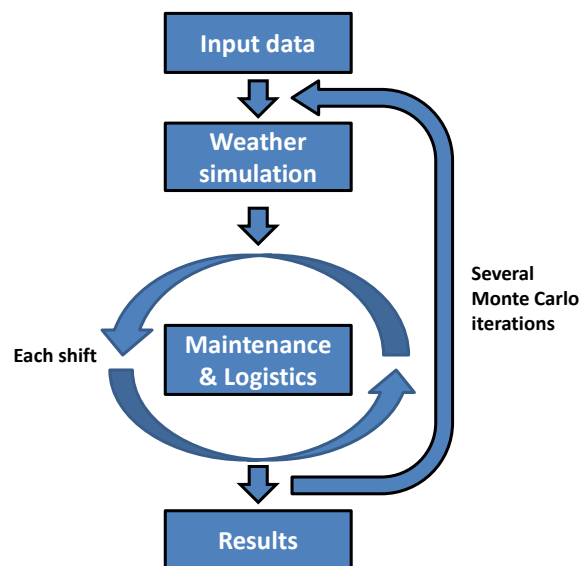 Input data
Weather
simulation
Several
Monte Carlo
iterations
Each shift
Maintenance
& Logistics
Results